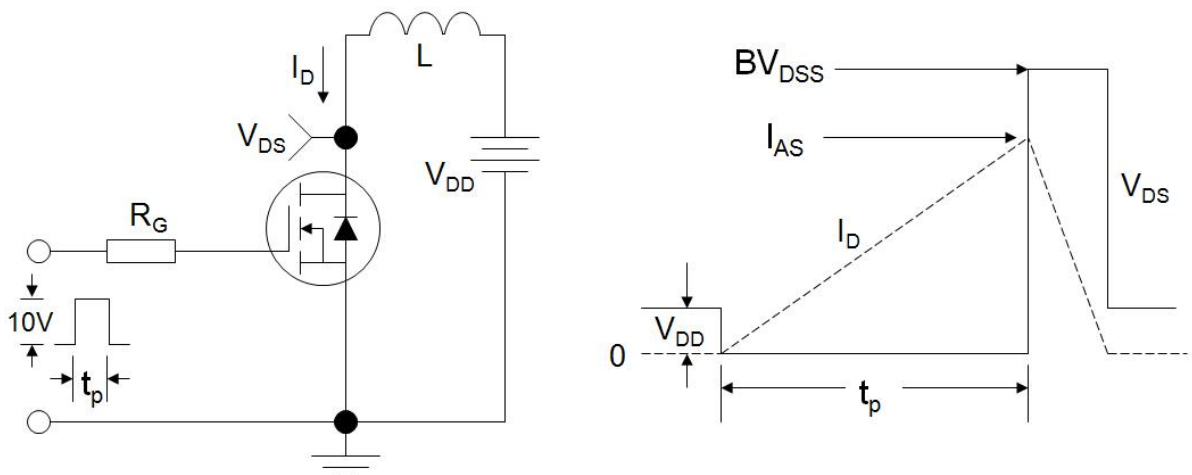 L
I_D
V_DS
V_DD
R_G
10V
t_p
BV_DSS
I_AS
V_DS
I_D
V_DD
0
t_p